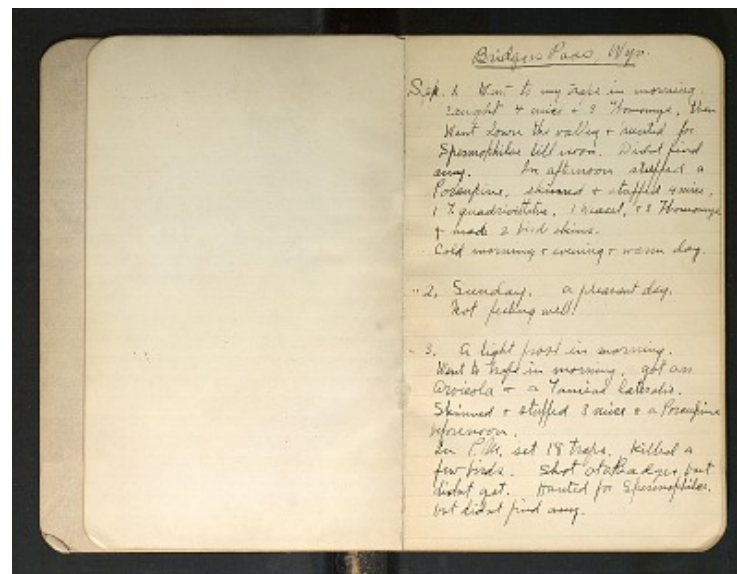 Bridgers Pass, Wyo.
Sep. 1. Went to my traps in morning.
Caught 4 mice + 3 Thomomys, then
Went down the valley + hunted for
Spermophiles till noon. Didnt find
any. In afternoon stuffed a
Porcupine, skinned + stuffed 4 mice,
1 T. quadrivittatus, 1 weasel, + 3 Thomomys
+ made 2 bird skins.
Cold morning + evening + warm day.
" 2. Sunday. a pleasant day.
Not feeling well!
" 3. A light frost in morning.
Went to traps in morning. got an
Arvicola + a Tamias lateralis.
Skinned + stuffed 3 mice + a Porcupine
forenoon.
In P.M. set 18 traps. Killed a
few birds. Shot at a Badger but
didnt get. Hunted for Spermophiles,
but didnt find any.